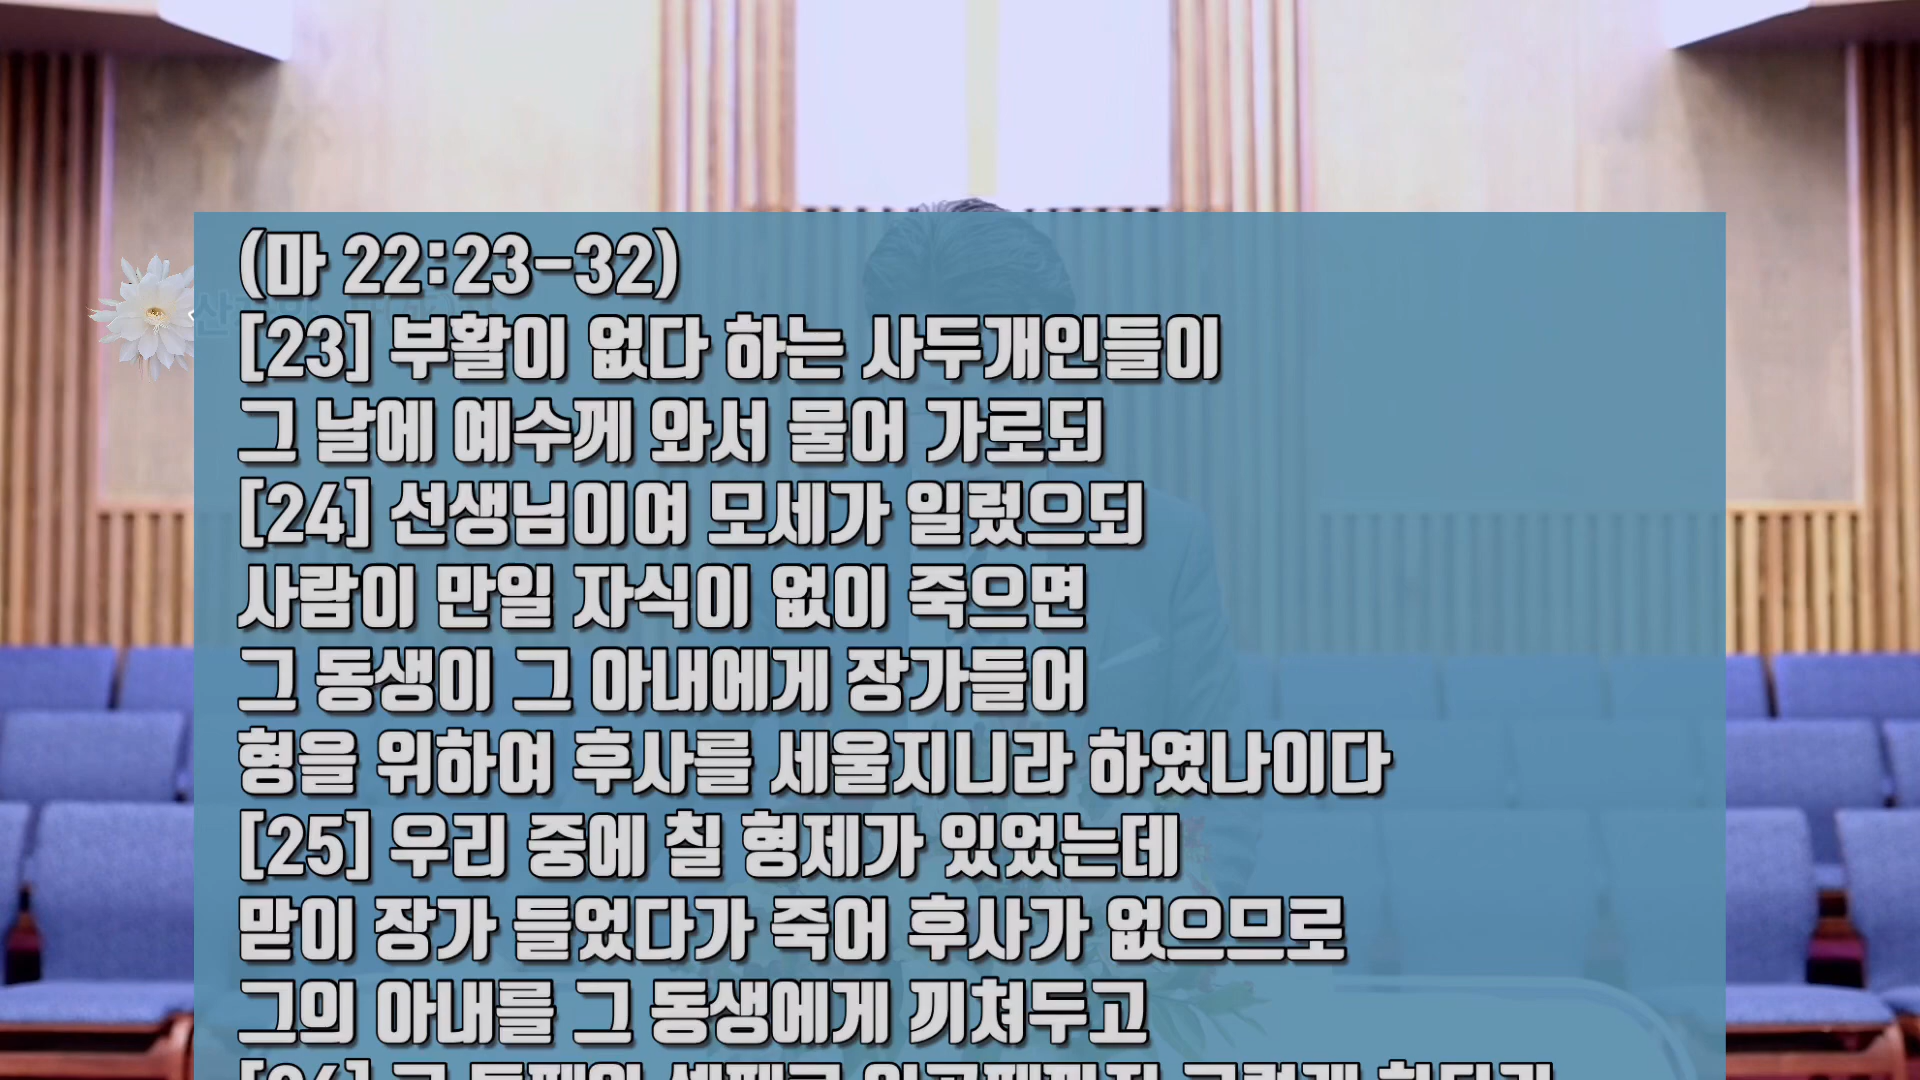 (마 22:23-32)
[23] 부활이 없다 하는 사두개인들이
그 날에 예수께 와서 물어 가로되
[24] 선생님이여 모세가 일렀으되
사람이 만일 자식이 없이 죽으면
그 동생이 그 아내에게 장가들어
형을 위하여 후사를 세울지니라 하였나이다
[25] 우리 중에 칠 형제가 있었는데
맏이 장가 들었다가 죽어 후사가 없으므로
그의 아내를 그 동생에게 끼쳐두고